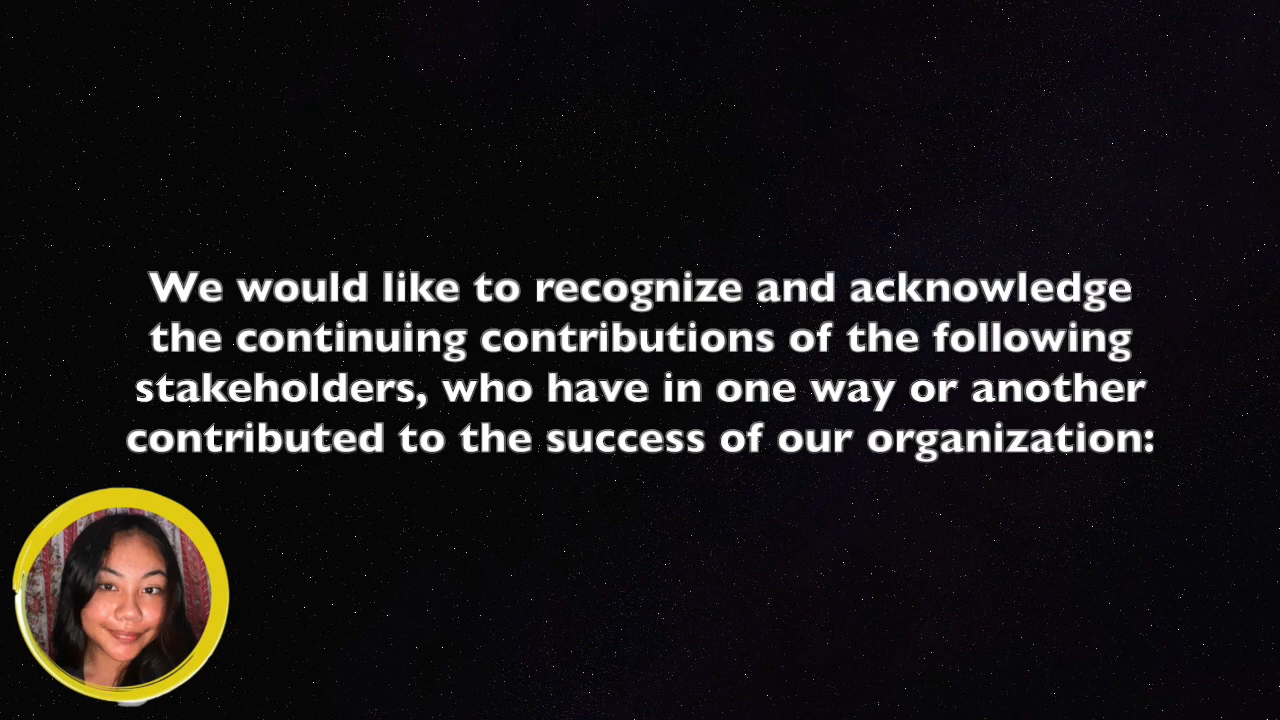 We would like to recognize and acknowledge
the continuing contributions of the following
stakeholders, who have in one way or another
contributed to the success of our organization: